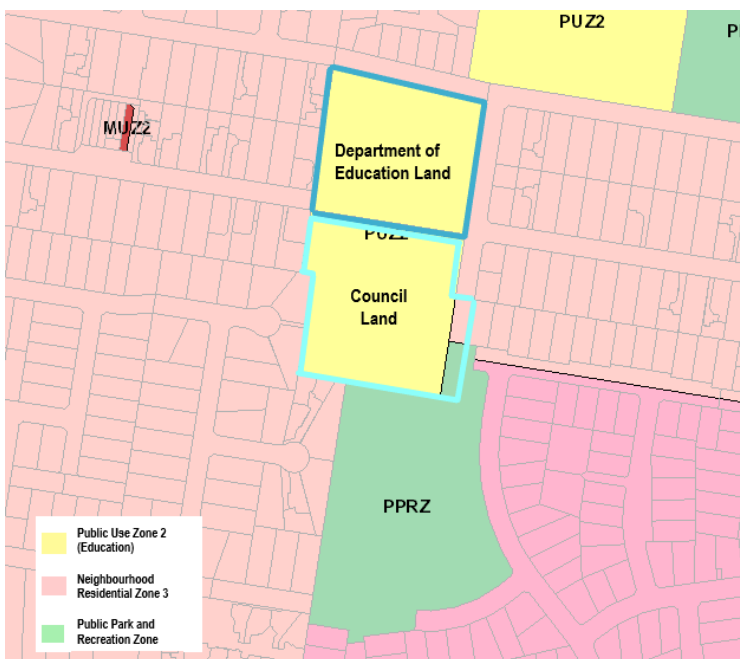 PUZ2
MUZ2
Department of
Education Land
PUZ2
Council
Land
PPRZ
Public Use Zone 2
(Education)
Neighbourhood
Residential Zone 3
Public Park and
Recreation Zone